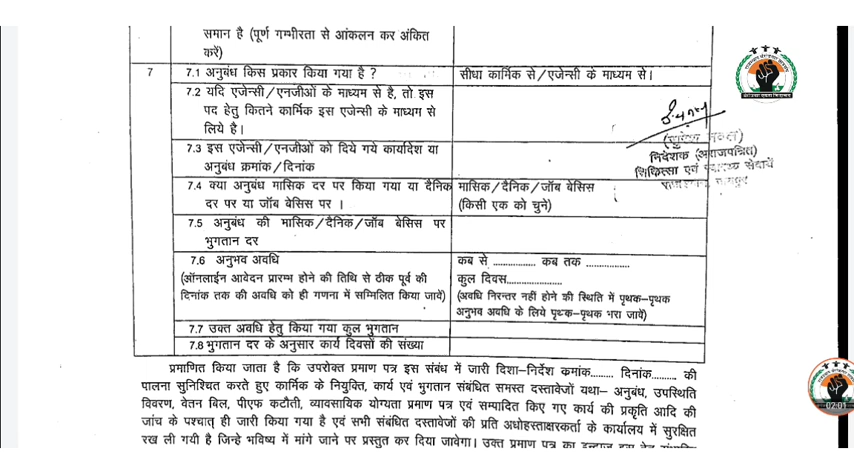 समान है (पूर्ण गम्भीरता से आंकलन कर अंकित
करें)
7 7.1 अनुबंध किस प्रकार किया गया है ? सीधा कार्मिक से/एजेन्सी के माध्यम से।
7.2 यदि एजेन्सी/एनजीओं के माध्यम से है, तो इस
पद हेतु कितने कार्मिक इस एजेन्सी के माध्यम से
लिये है।
7.3 इस एजेन्सी/एनजीओं को दिये गये कार्यादेश या
अनुबंध क्रमांक/दिनांक
7.4 क्या अनुबंध मासिक दर पर किया गया या दैनिक मासिक/दैनिक/जॉब बेसिस
दर पर या जॉब बेसिस पर । (किसी एक को चुने)
7.5 अनुबंध की मासिक/दैनिक/जॉब बेसिस पर
भुगतान दर
7.6 अनुभव अवधि कब से ................. कब तक .................
(ऑनलाईन आवेदन प्रारम्भ होने की तिथि से ठीक पूर्व की कुल दिवस......................
दिनांक तक की अवधि को ही गणना में सम्मिलित किया जावें) (अवधि निरन्तर नहीं होने की स्थिति में पृथक–पृथक
अनुभव अवधि के लिये पृथ्क–पृथक भरा जावें)
7.7 उक्त अवधि हेतु किया गया कुल भुगतान
7.8 भुगतान दर के अनुसार कार्य दिवसों की संख्या
निदेशक (अराजपत्रित)
चिकित्सा एवं स्वास्थ्य सेवायें
प्रमाणित किया जाता है कि उपरोक्त प्रमाण पत्र इस संबंध में जारी दिशा–निर्देश क्रमांक......... दिनांक.......... की
पालना सुनिश्चित करते हुए कार्मिक के नियुक्ति, कार्य एवं भुगतान संबंधित समस्त दस्तावेजों यथा– अनुबंध, उपस्थिति
विवरण, वेतन बिल, पीएफ कटौती, व्यावसायिक योग्यता प्रमाण पत्र एवं सम्पादित किए गए कार्य की प्रकृति आदि की
जांच के पश्चात् ही जारी किया गया है एवं सभी संबंधित दस्तावेजों की प्रति अधोहस्ताक्षरकर्ता के कार्यालय में सुरक्षित
रख ली गयी है जिन्हे भविष्य में मांगे जाने पर प्रस्तुत कर दिया जावेगा। उक्त प्रमाण पत्र का
02:01